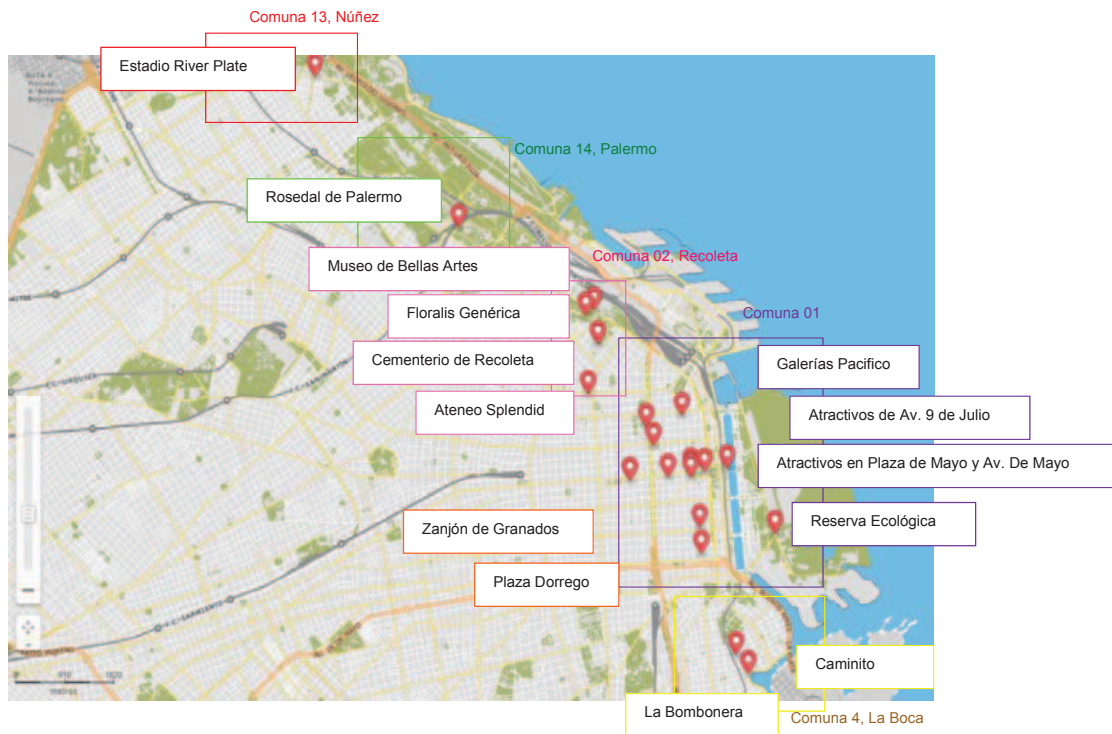 Comuna 13, Núñez
Estadio River Plate
Comuna 14, Palermo
Rosedal de Palermo
Comuna 02, Recoleta
Museo de Bellas Artes
Floralis Genérica
Comuna 01
Cementerio de Recoleta
Galerías Pacifico
Ateneo Splendid
Atractivos de Av. 9 de Julio
Atractivos en Plaza de Mayo y Av. De Mayo
Reserva Ecológica
Zanjón de Granados
Plaza Dorrego
Caminito
La Bombonera
Comuna 4, La Boca
metros